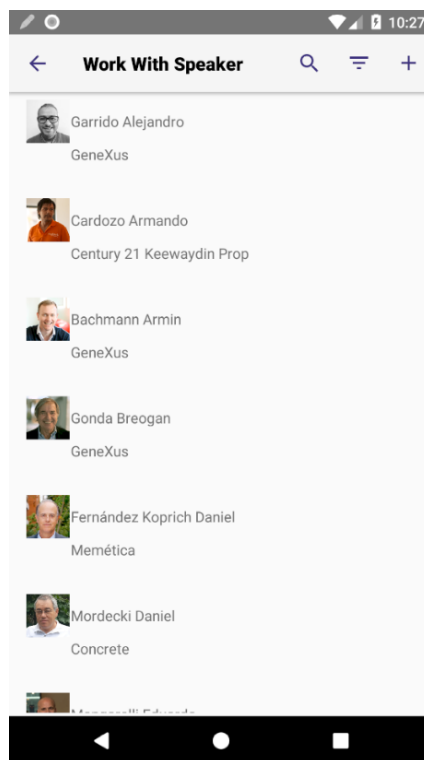 10:27
Work With Speaker
Garrido Alejandro
GeneXus
Cardozo Armando
Century 21 Keewaydin Prop
Bachmann Armin
GeneXus
Gonda Breogan
GeneXus
Fernández Koprich Daniel
Memética
Mordecki Daniel
Concrete